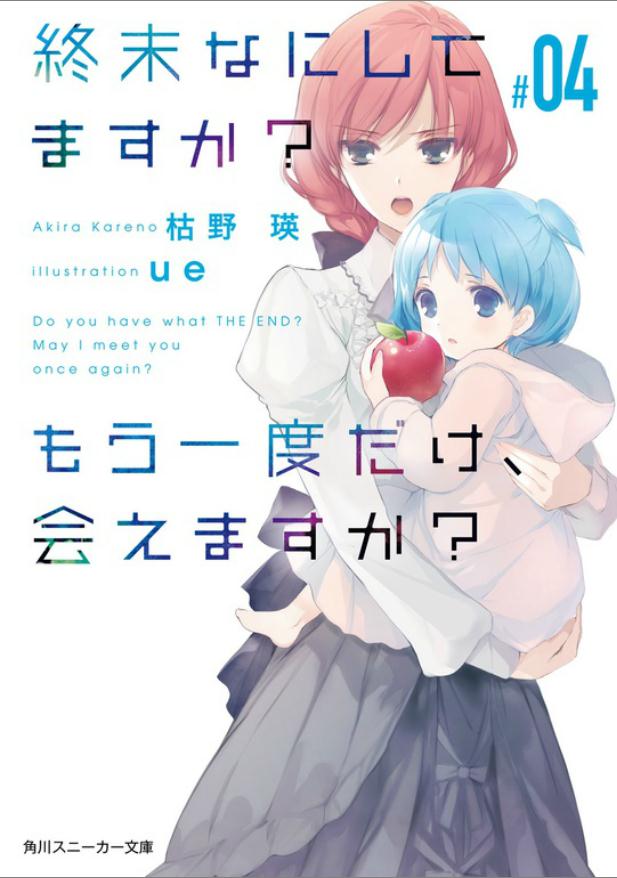 終末なにして
ますか?
#04
Akira Kareno 枯野 瑛
illustration ue
Do you have what THE END?
May I meet you
once again?
もう一度だけ、
会えますか?
角川スニーカー文庫